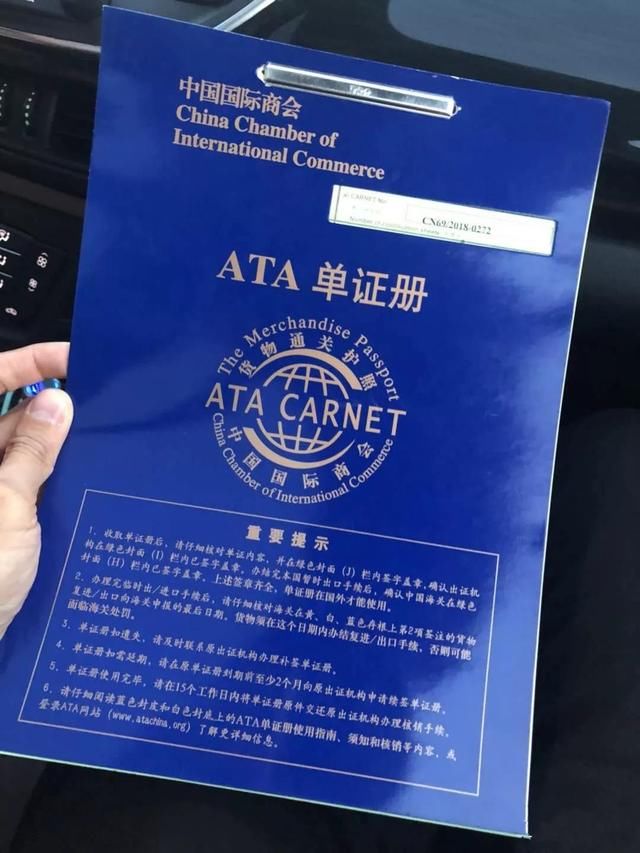 中国国际商会
China Chamber of
International Commerce
CARNET No.
CN69/2018-0272
Number of continuation sheets
ATA 单证册
The Merchandise Passport
货物通关护照
ATA CARNET
中国国际商会
China Chamber of International Commerce
重要提示
1、收取单证册后，请仔细核对单证内容，并在绿色封面（J）栏内签字盖章，确认出证机
构在绿色封面（I）栏内已签字盖章。办结完本国暂时出口手续后，确认中国海关在绿色
封面（H）栏内已签字盖章。上述签章齐全，单证册在国外才能使用。
2、办理完临时出/进口手续后，请仔细核对海关在黄、白、蓝色存根上第2项签注的货物
复进/出口向海关申报的最后日期，货物须在这个日期内办结复进/出口手续，否则可能
面临海关处罚。
3、单证册如遗失，请及时联系原出证机构办理补签单证册。
4、单证册如需延期，请在原单证册到期前至少2个月向原出证机构申请续签单证册。
5、单证册使用完毕，请在15个工作日内将单证册原件交还原出证机构办理核销手续。
6、请仔细阅读蓝色封皮和白色封底上的ATA单证册使用指南、须知和核销等内容，或
登录ATA网站（www.atachina.org）了解更详细信息。